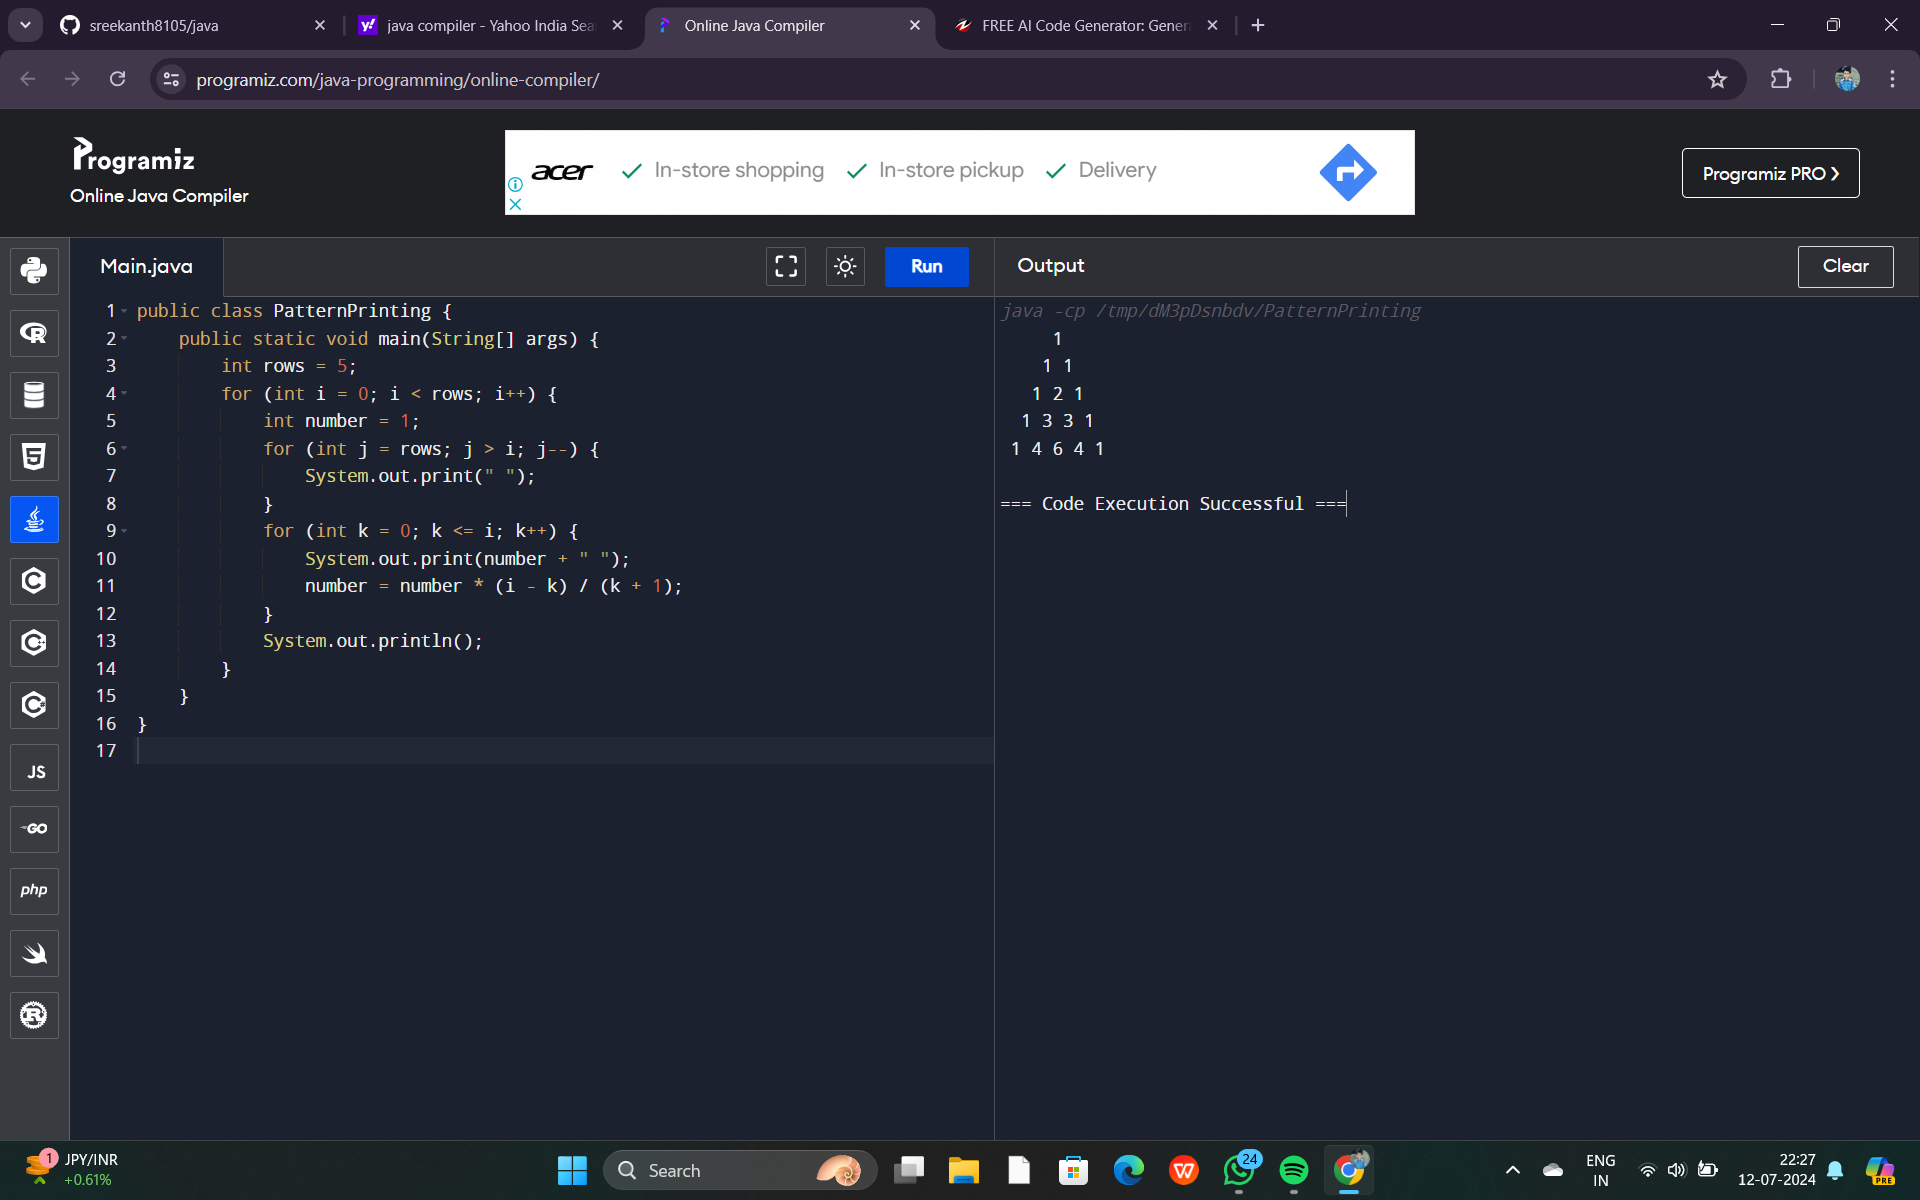 sreekanth8105/java
java compiler - Yahoo India Sea
Online Java Compiler
FREE AI Code Generator: Gener
programiz.com/java-programming/online-compiler/
Programiz
Online Java Compiler
acer
In-store shopping
In-store pickup
Delivery
Programiz PRO
Main.java
Run
Output
Clear
1 public class PatternPrinting {
2     public static void main(String[] args) {
3         int rows = 5;
4         for (int i = 0; i < rows; i++) {
5             int number = 1;
6             for (int j = rows; j > i; j--) {
7                 System.out.print(" ");
8             }
9             for (int k = 0; k <= i; k++) {
10                 System.out.print(number + " ");
11                 number = number * (i - k) / (k + 1);
12             }
13             System.out.println();
14         }
15     }
16 }
17
java -cp /tmp/dM3pDsnbdv/PatternPrinting
     1
    1 1
   1 2 1
  1 3 3 1
 1 4 6 4 1
=== Code Execution Successful ===
JS
GO
php
1
JPY/INR
+0.61%
Search
W
24
ENG
IN
22:27
12-07-2024
PRE